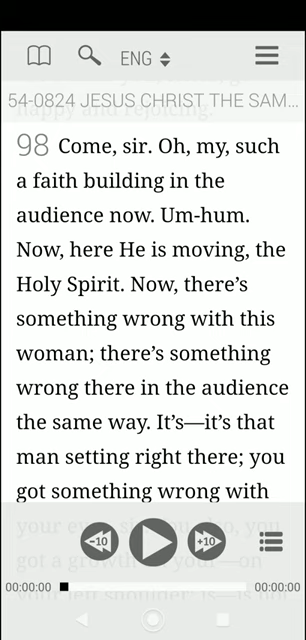 ENG
54-0824 JESUS CHRIST THE SAM...
happy and rejoicing.
98 Come, sir. Oh, my, such
a faith building in the
audience now. Um-hum.
Now, here He is moving, the
Holy Spirit. Now, there’s
something wrong with this
woman; there’s something
wrong there in the audience
the same way. It’s—it’s that
man setting right there; you
got something wrong with
-10
+10
got a growth
00:00:00
00:00:00